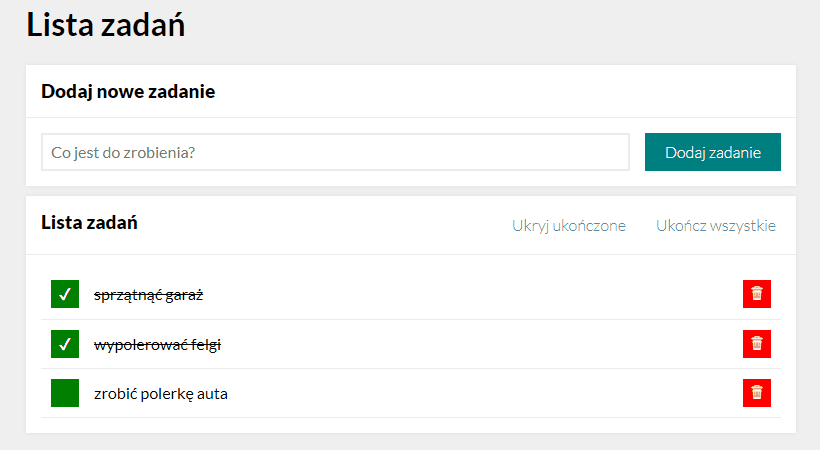 Lista zadań
Dodaj nowe zadanie
Co jest do zrobienia?
Dodaj zadanie
Lista zadań
Ukryj ukończone
Ukończ wszystkie
sprzątnąć garaż
wypolerować felgi
zrobić polerkę auta